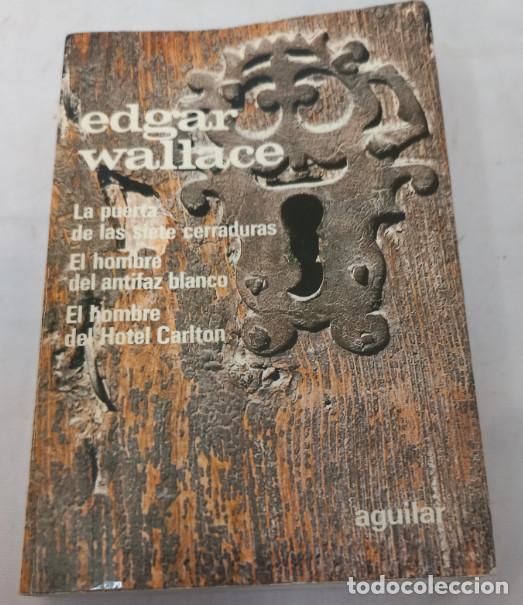 edgar
wallace
La puerta
de las siete cerraduras
El hombre
del antifaz blanco
El hombre
del Hotel Carlton
aguilar
todocoleccion.net